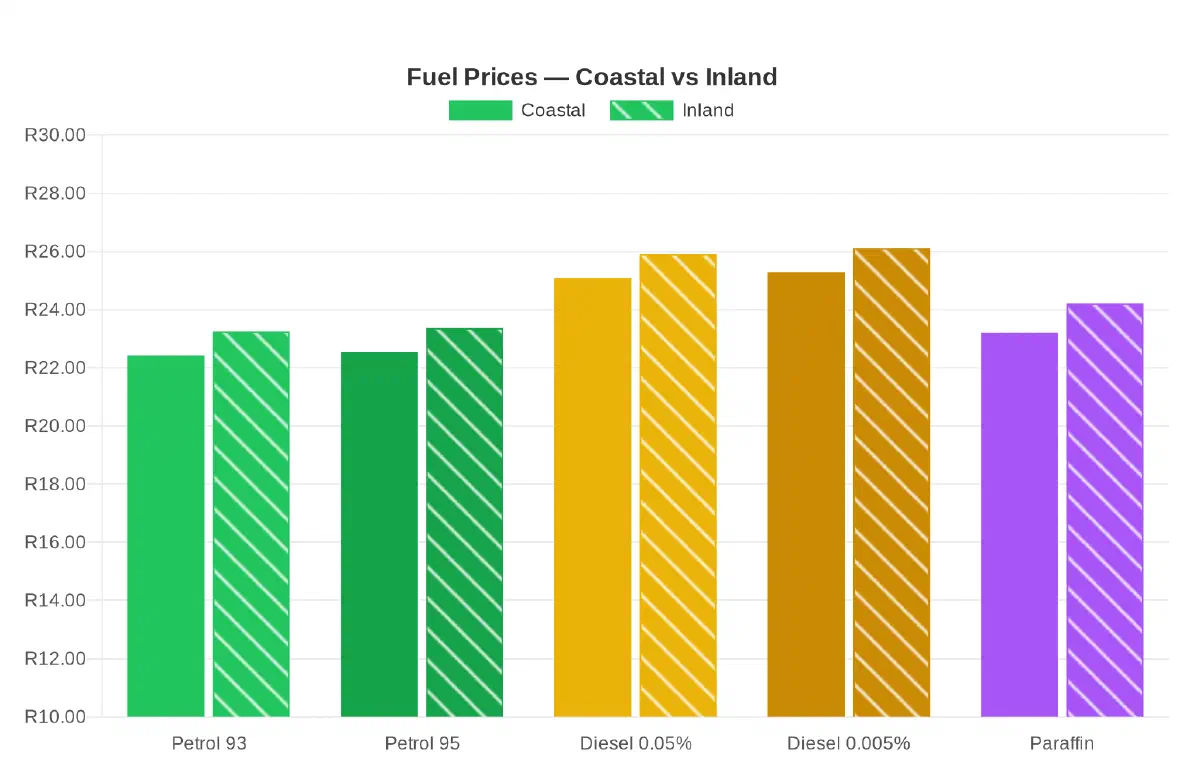 Fuel Prices — Coastal vs Inland
Coastal Inland
R30.00
R28.00
R26.00
R24.00
R22.00
R20.00
R18.00
R16.00
R14.00
R12.00
R10.00
Petrol 93 Petrol 95 Diesel 0.05% Diesel 0.005% Paraffin